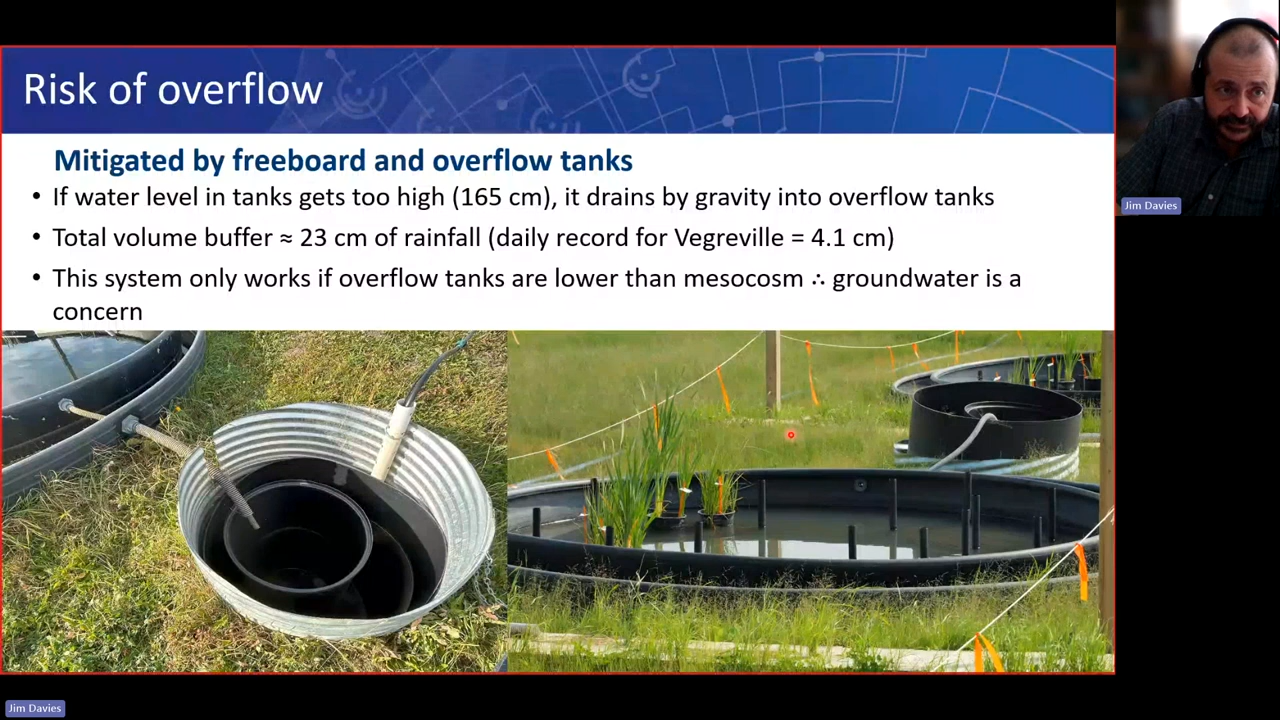 Risk of overflow
Mitigated by freeboard and overflow tanks
• If water level in tanks gets too high (165 cm), it drains by gravity into overflow tanks
• Total volume buffer ≈ 23 cm of rainfall (daily record for Vegreville = 4.1 cm)
• This system only works if overflow tanks are lower than mesocosm ∴ groundwater is a
concern
Jim Davies
Jim Davies